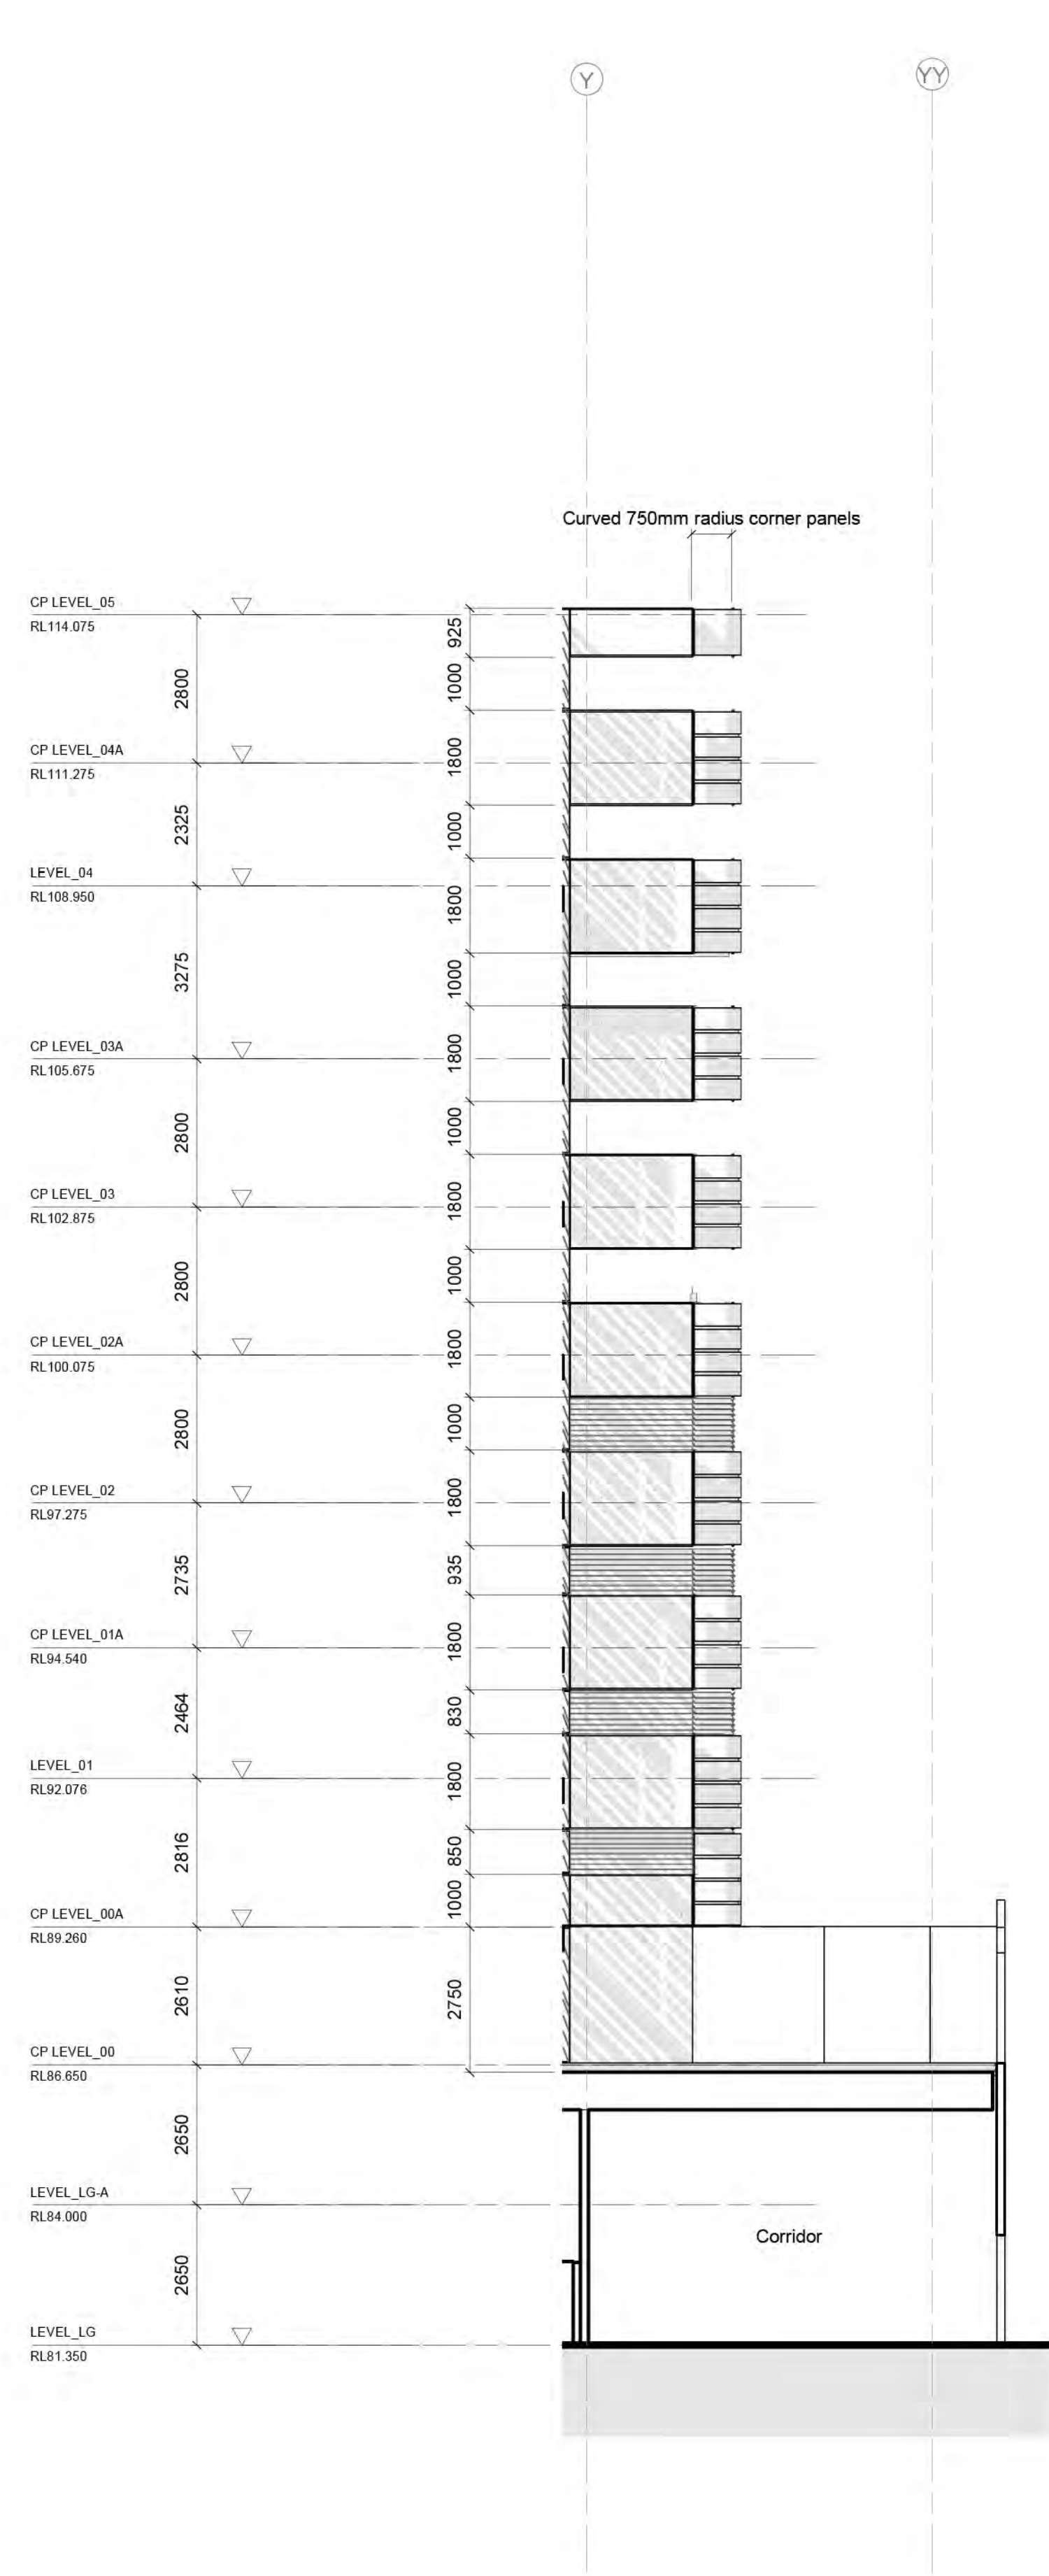 Y
YY
Curved 750mm radius corner panels
CP LEVEL_05
RL114.075
925
1000
2800
CP LEVEL_04A
RL111.275
1800
2325
1000
LEVEL_04
RL108.950
1800
3275
1000
CP LEVEL_03A
RL105.675
1800
2800
1000
CP LEVEL_03
RL102.875
1800
2800
1000
CP LEVEL_02A
RL100.075
1800
2800
1000
CP LEVEL_02
RL97.275
1800
2735
935
CP LEVEL_01A
RL94.540
1800
2464
830
LEVEL_01
RL92.076
1800
2816
850
1000
CP LEVEL_00A
RL89.260
2610
2750
CP LEVEL_00
RL86.650
2650
LEVEL_LG-A
RL84.000
Corridor
2650
LEVEL_LG
RL81.350